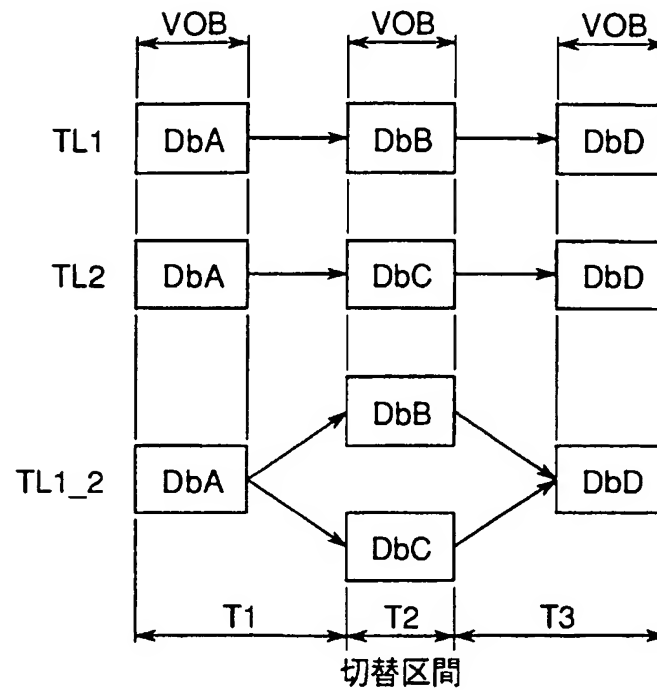 VOB VOB VOB
TL1 DbA DbB DbD
TL2 DbA DbC DbD
DbB
TL1_2 DbA DbD
DbC
T1 T2 T3
切替区間